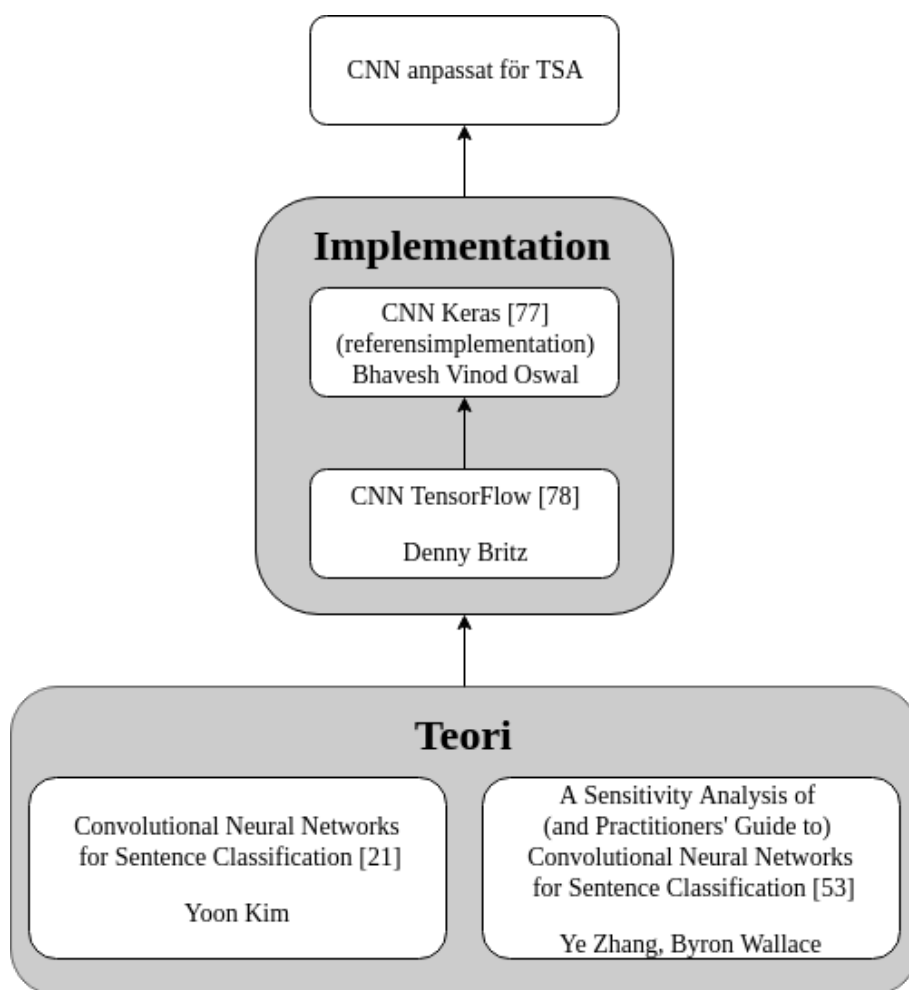 CNN anpassat för TSA
Implementation
CNN Keras [77]
(referensimplementation)
Bhavesh Vinod Oswal
CNN TensorFlow [78]
Denny Britz
Teori
Convolutional Neural Networks
for Sentence Classification [21]
Yoon Kim
A Sensitivity Analysis of
(and Practitioners' Guide to)
Convolutional Neural Networks
for Sentence Classification [53]
Ye Zhang, Byron Wallace